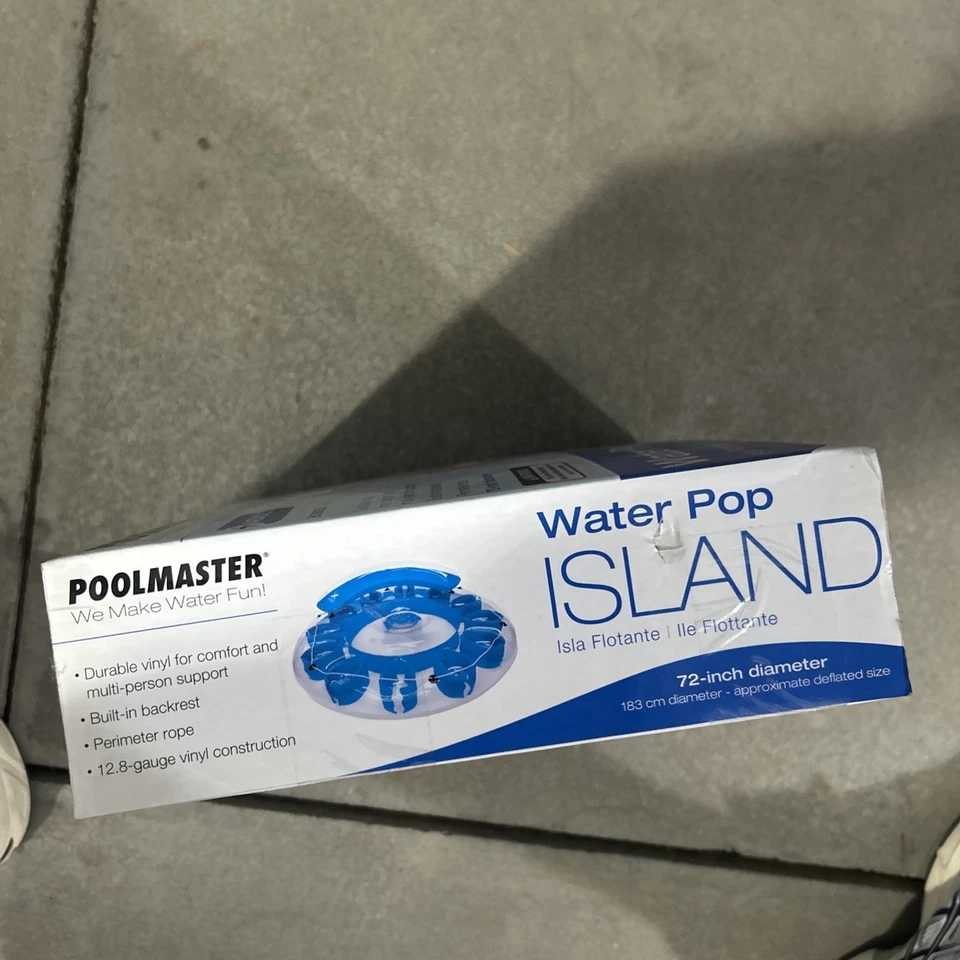 POOLMASTER®
We Make Water Fun!
• Durable vinyl for comfort and
multi-person support
• Built-in backrest
• Perimeter rope
• 12.8-gauge vinyl construction
Water Pop
ISLAND
Isla Flotante | Ile Flottante
72-inch diameter
183 cm diameter - approximate deflated size